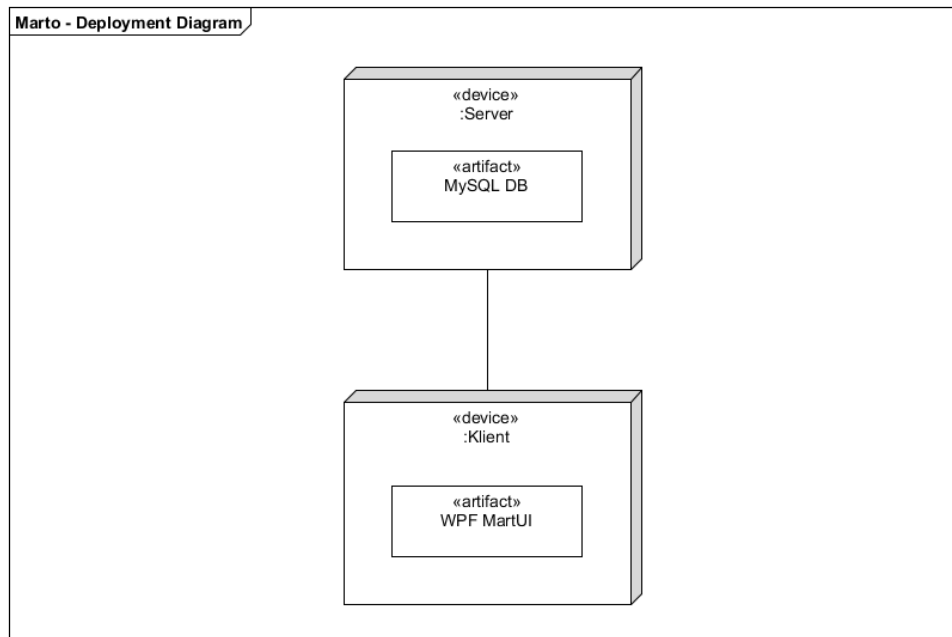 Marto - Deployment Diagram
«device»
:Server
«artifact»
MySQL DB
«device»
:Klient
«artifact»
WPF MartUI